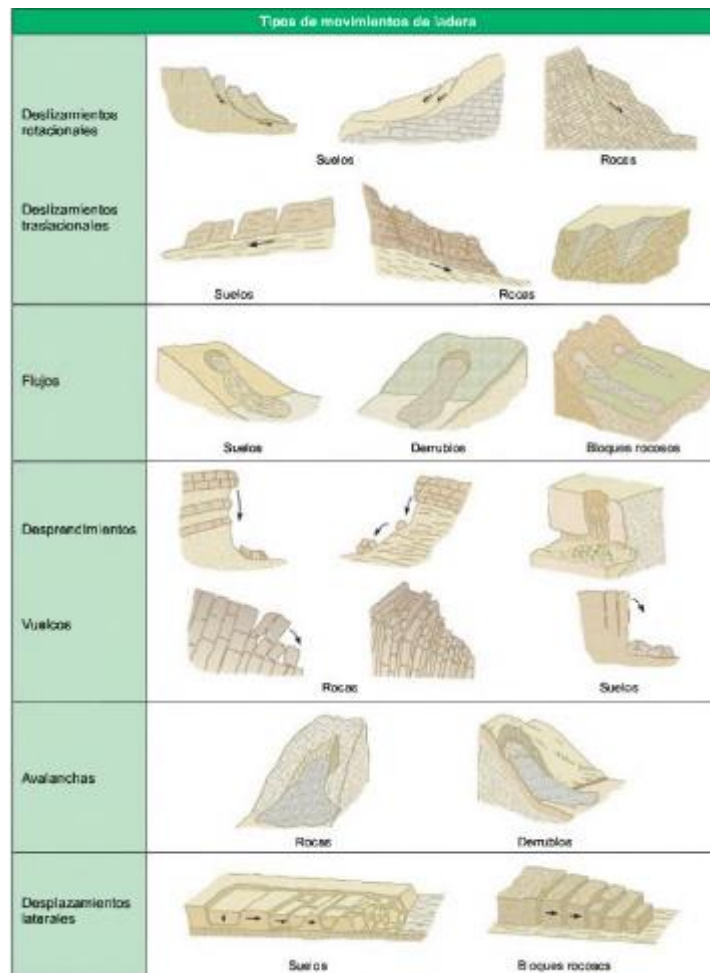 Tipos de movimientos de ladera
Deslizamientos
rotacionales
Suelos
Rocas
Deslizamientos
traslacionales
Suelos
Rocas
Flujos
Suelos
Derrubios
Bloques rocosos
Desprendimientos
Vuelcos
Rocas
Suelos
Avalanchas
Rocas
Derrubios
Desplazamientos
laterales
Suelos
Bloques rocosos